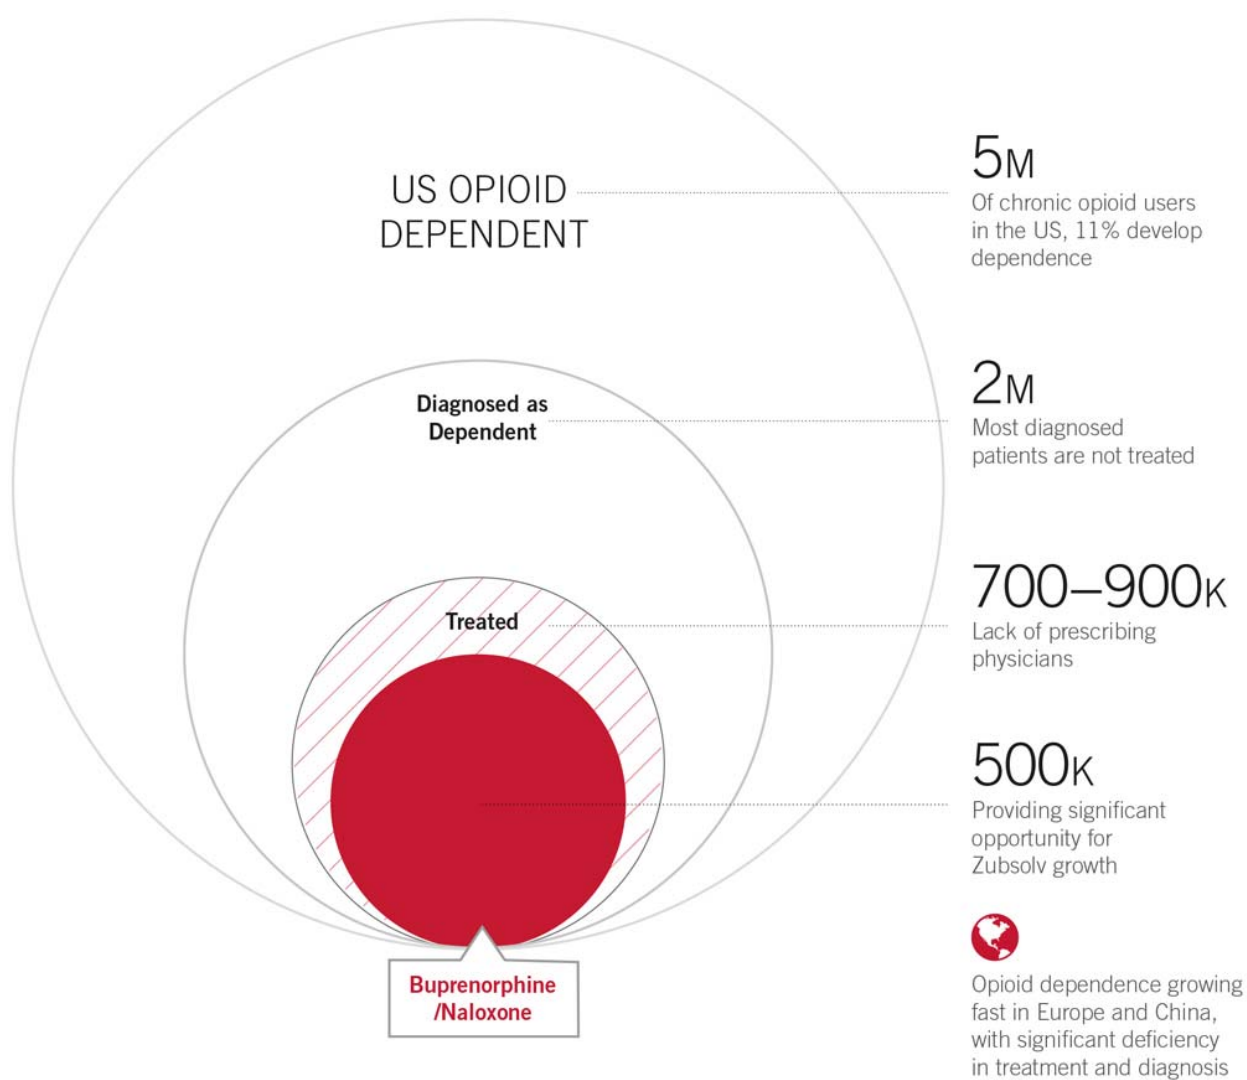 US OPIOID
DEPENDENT
5M
Of chronic opioid users
in the US, 11% develop
dependence
Diagnosed as
Dependent
2M
Most diagnosed
patients are not treated
Treated
700–900K
Lack of prescribing
physicians
500K
Providing significant
opportunity for
Zubsolv growth
Buprenorphine
/Naloxone
Opioid dependence growing
fast in Europe and China,
with significant deficiency
in treatment and diagnosis